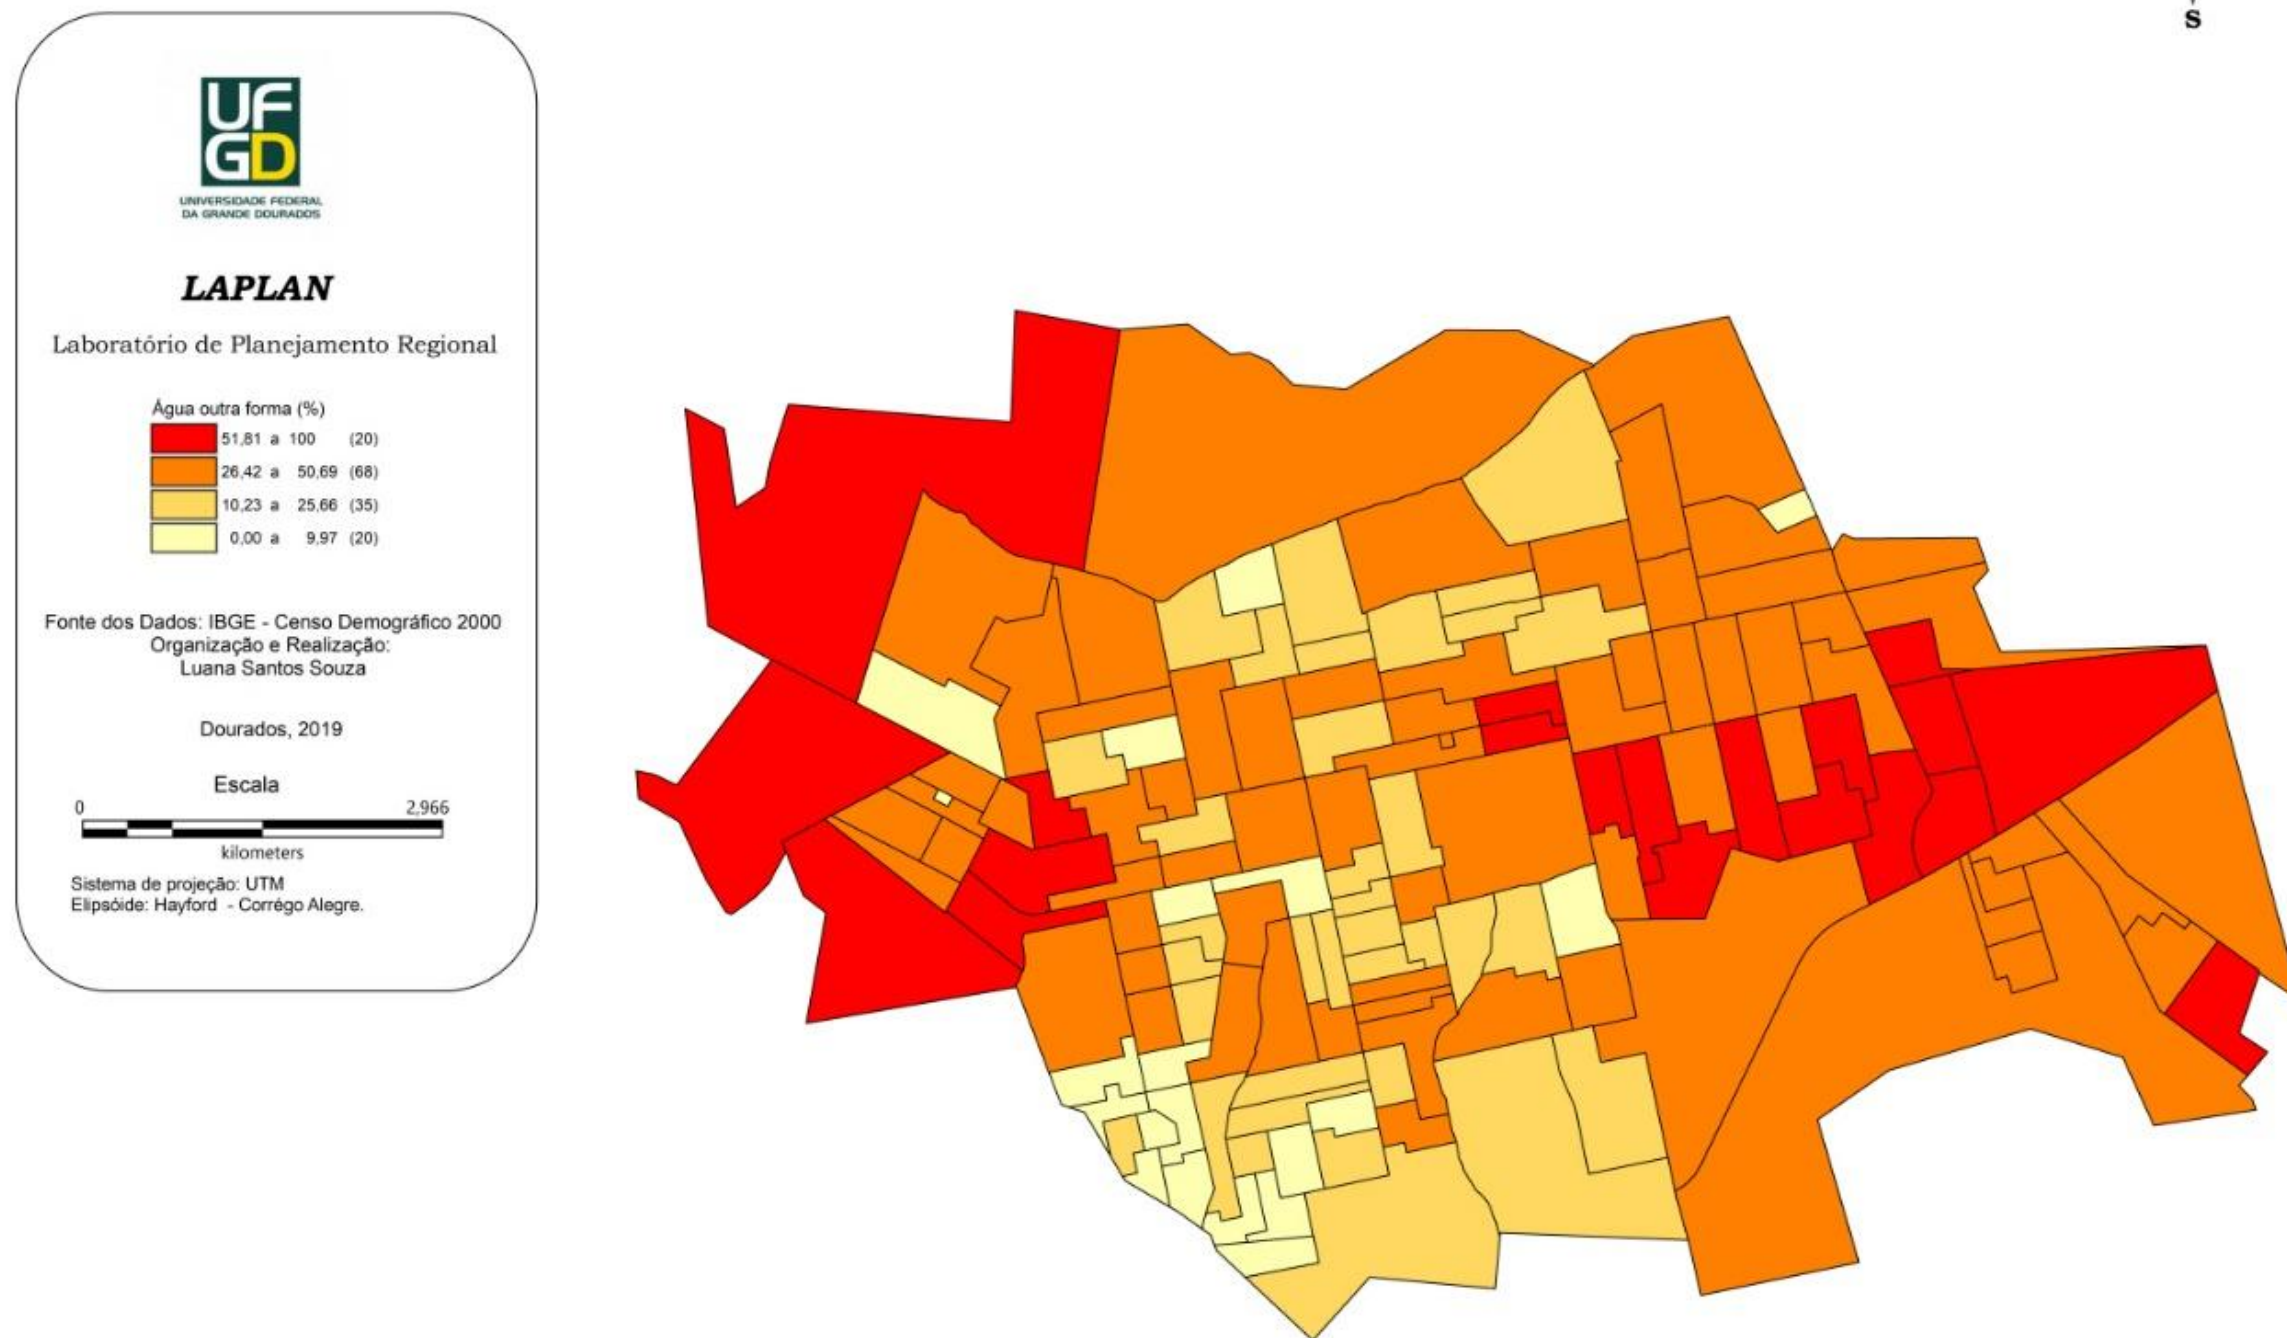 S
UF
GD
UNIVERSIDADE FEDERAL
DA GRANDE DOURADOS
LAPLAN
Laboratório de Planejamento Regional
Água outra forma (%)
51,81 a 100 (20)
26,42 a 50,69 (68)
10,23 a 25,66 (35)
0,00 a 9,97 (20)
Fonte dos Dados: IBGE - Censo Demográfico 2000
Organização e Realização:
Luana Santos Souza
Dourados, 2019
Escala
0 2,966
kilometers
Sistema de projeção: UTM
Elipsóide: Hayford - Corrégo Alegre.